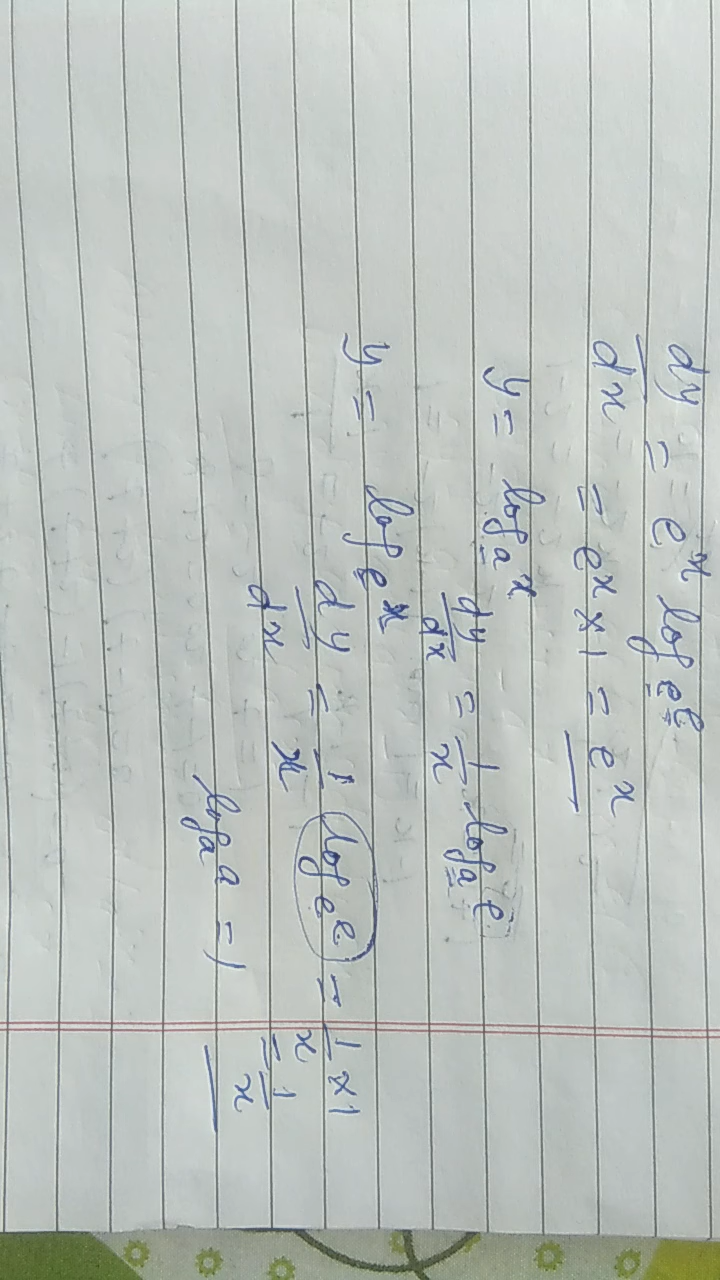 dy/dx = e^x log_e e
= e^x × 1 = e^x
y = log_a x
dy/dx = 1/x log_a e
y = log_e x
dy/dx = 1/x log_e e = 1/x × 1
= 1/x
log_a a = 1